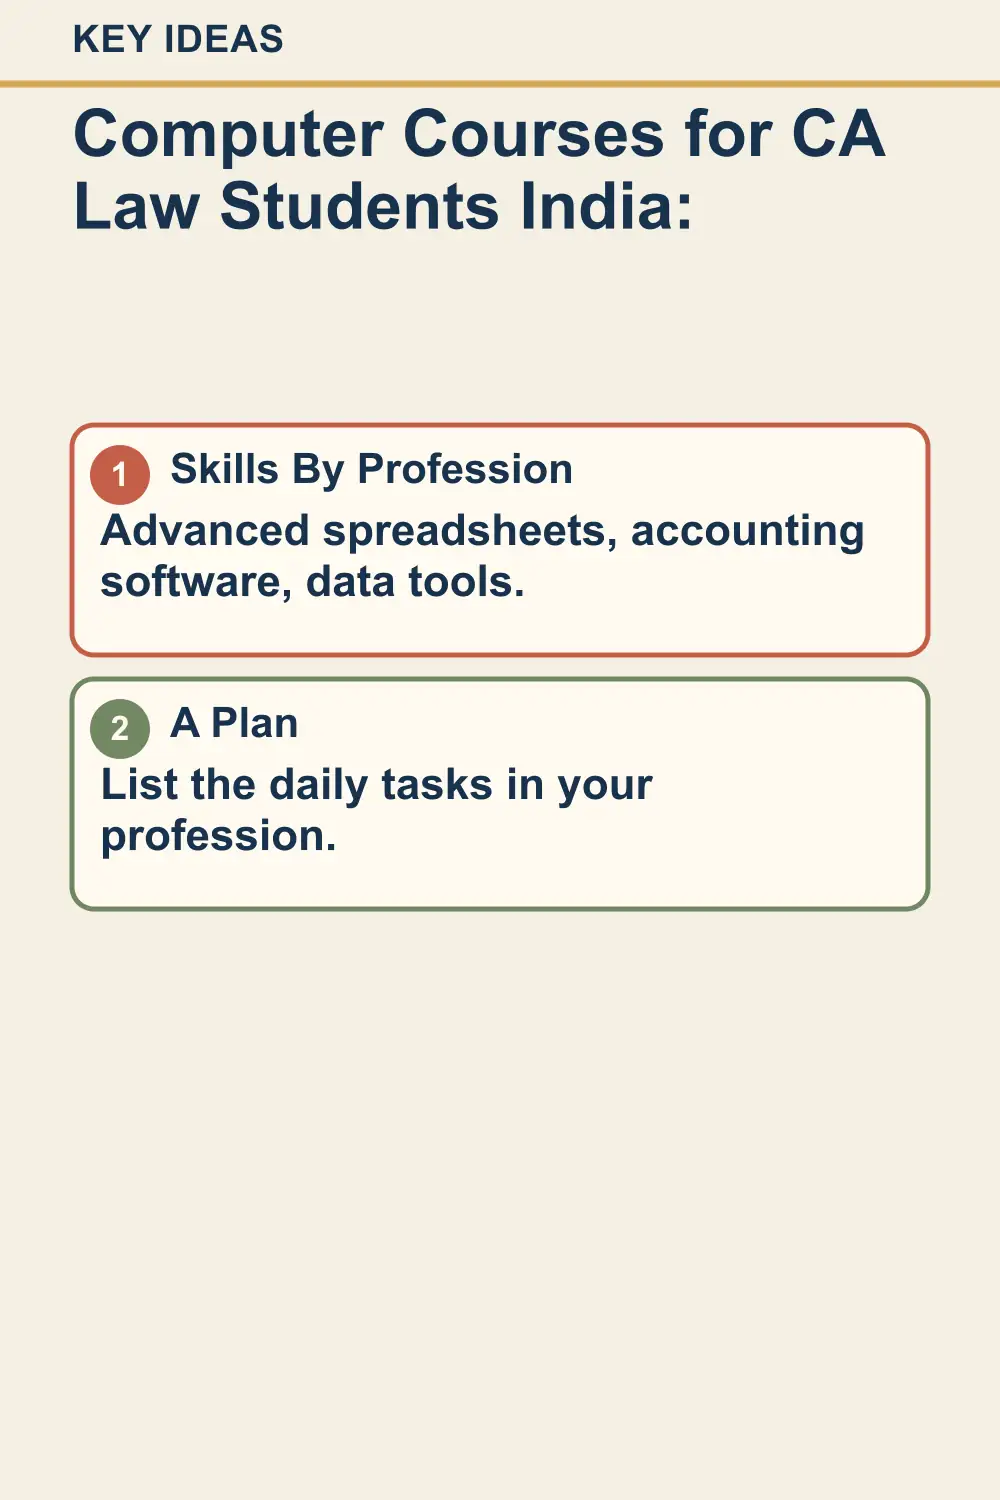 KEY IDEAS
Computer Courses for CA
Law Students India:
1 Skills By Profession
Advanced spreadsheets, accounting
software, data tools.
2 A Plan
List the daily tasks in your
profession.